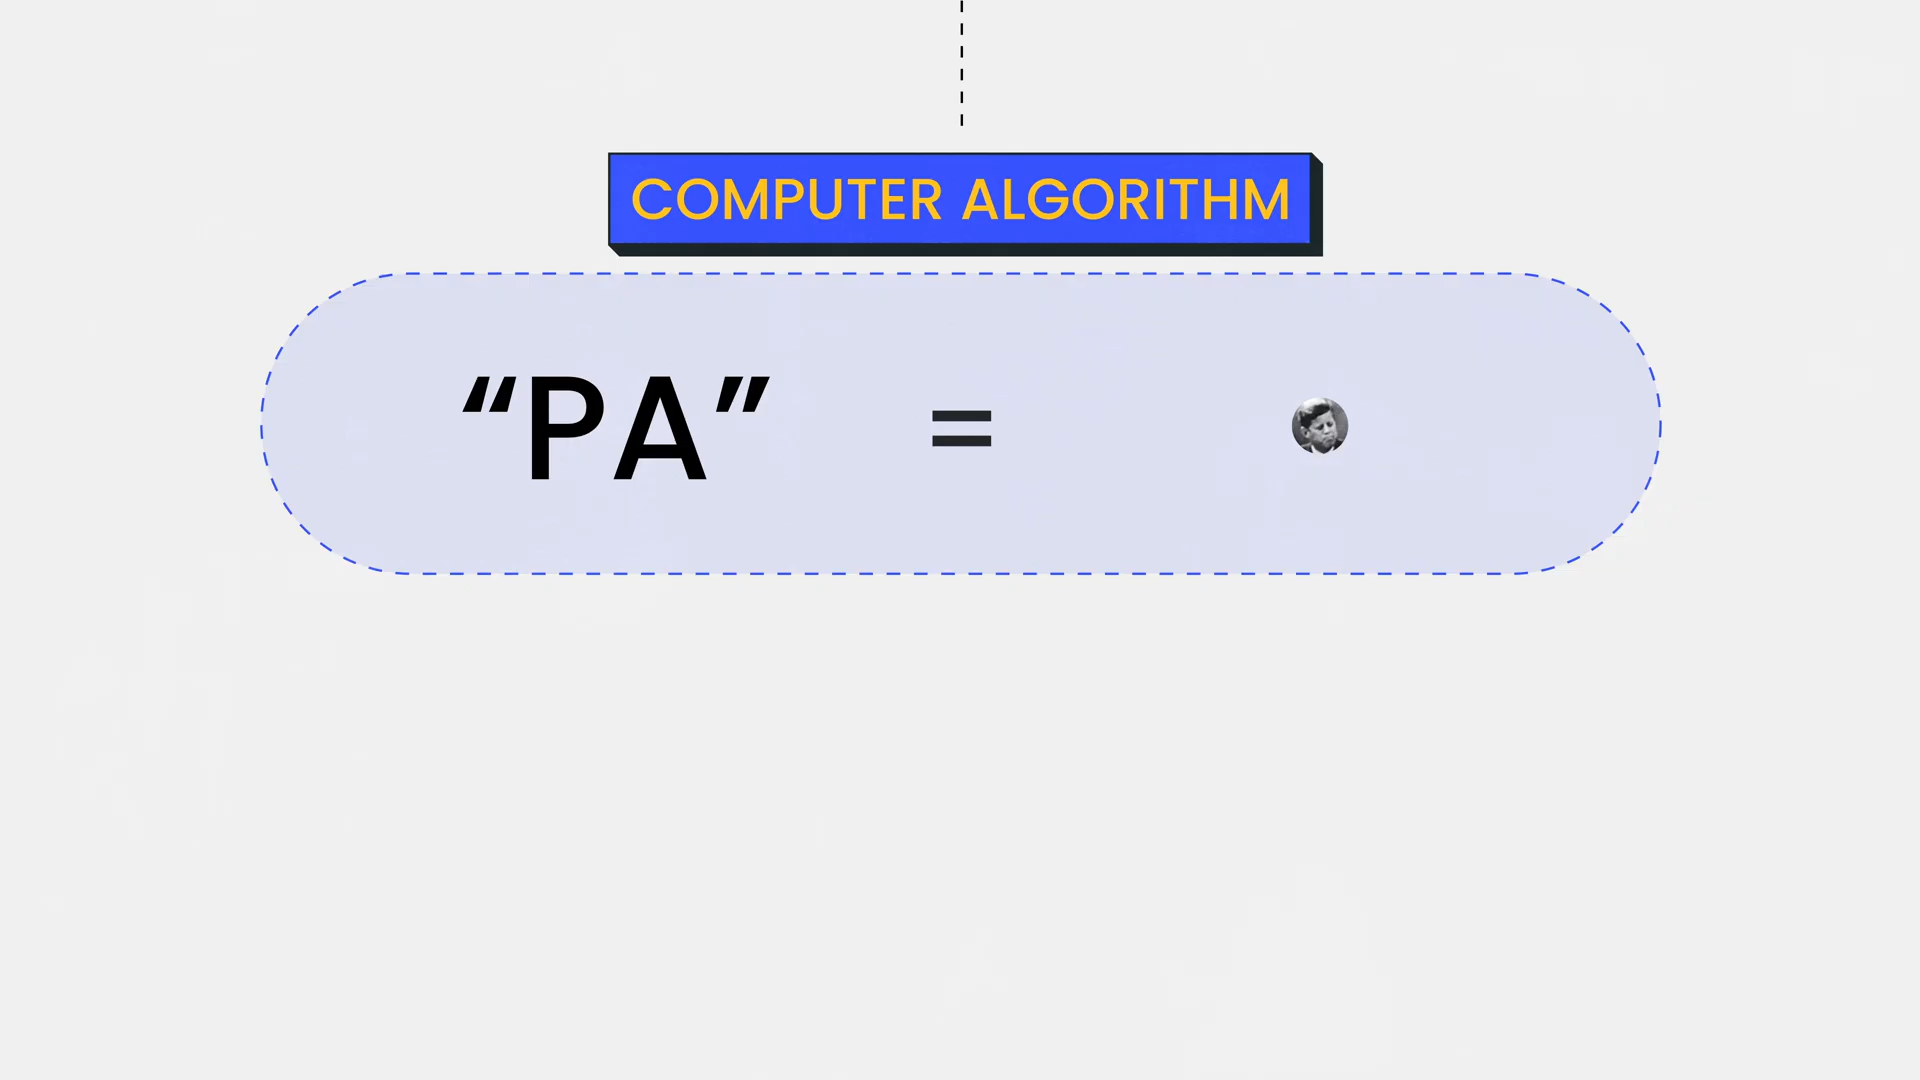 COMPUTER ALGORITHM
“PA” =